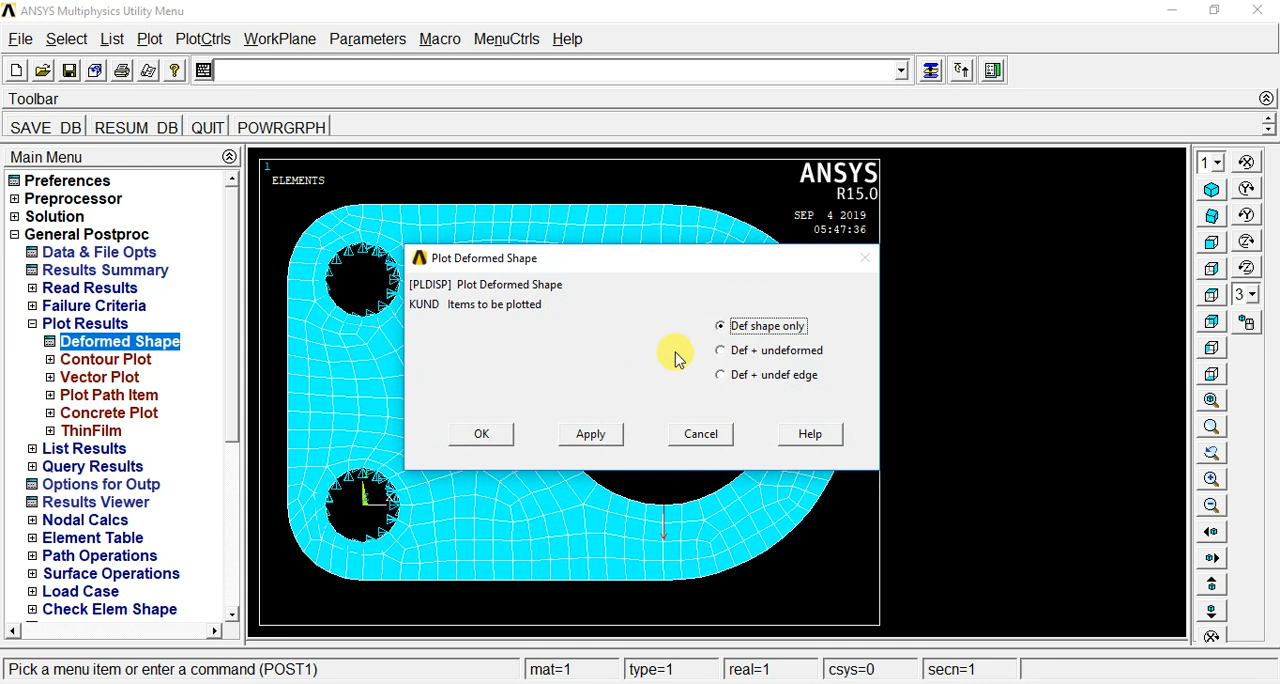 ANSYS Multiphysics Utility Menu
File Select List Plot PlotCtrls WorkPlane Parameters Macro MenuCtrls Help
Toolbar
SAVE_DB RESUM_DB QUIT POWRGRPH
Main Menu
Preferences
Preprocessor
Solution
General Postproc
Data & File Opts
Results Summary
Read Results
Failure Criteria
Plot Results
Deformed Shape
Contour Plot
Vector Plot
Plot Path Item
Concrete Plot
ThinFilm
List Results
Query Results
Options for Outp
Results Viewer
Nodal Calcs
Element Table
Path Operations
Surface Operations
Load Case
Check Elem Shape
1
ELEMENTS
ANSYS
R15.0
SEP 4 2019
05:47:36
Plot Deformed Shape
[PLDISP] Plot Deformed Shape
KUND Items to be plotted
Def shape only
Def + undeformed
Def + undef edge
OK Apply Cancel Help
1
3
Pick a menu item or enter a command (POST1) mat=1 type=1 real=1 csys=0 secn=1